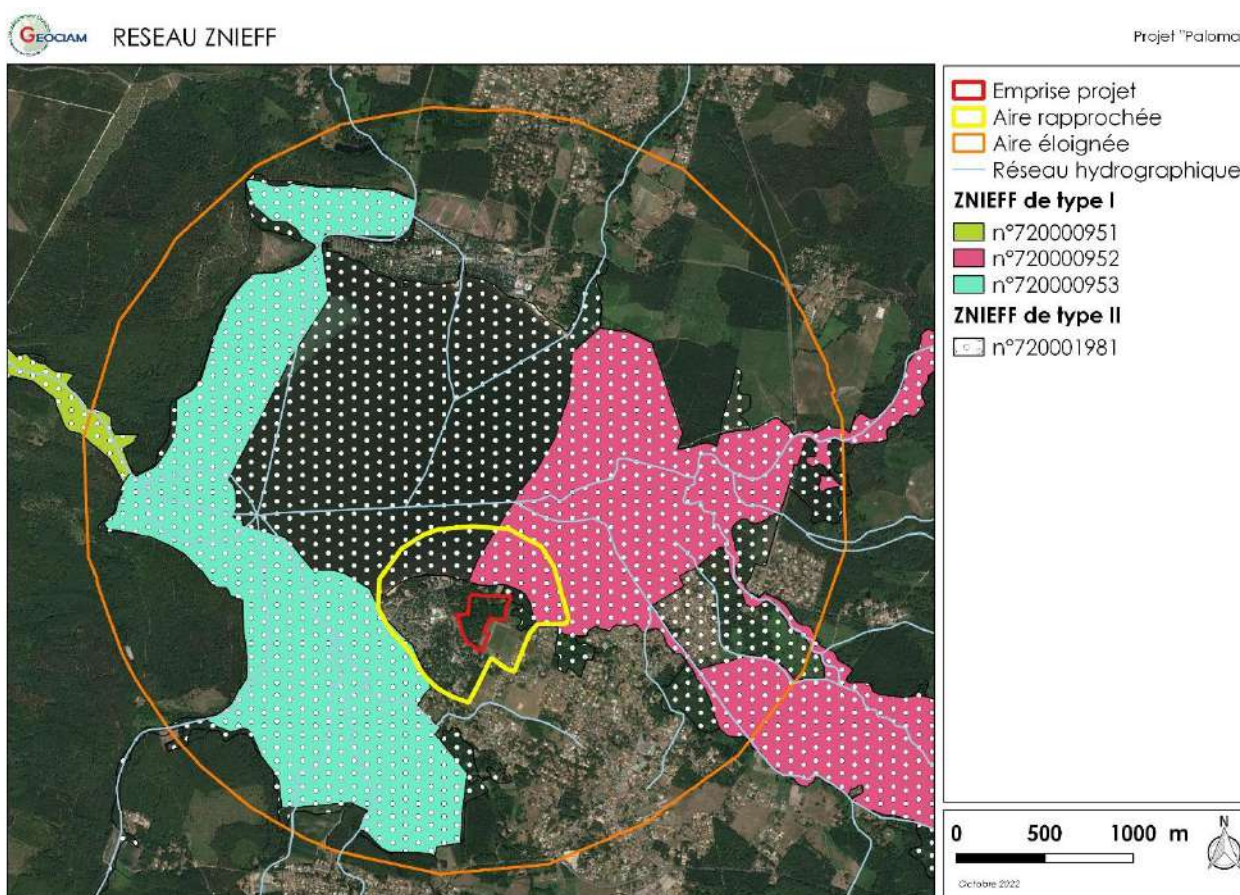 GEOCIAM
RESEAU ZNIEFF
Projet "Paloma
Emprise projet
Aire rapprochée
Aire éloignée
Réseau hydrographique
ZNIEFF de type I
n°720000951
n°720000952
n°720000953
ZNIEFF de type II
n°720001981
0 500 1000 m
N
Octobre 2022